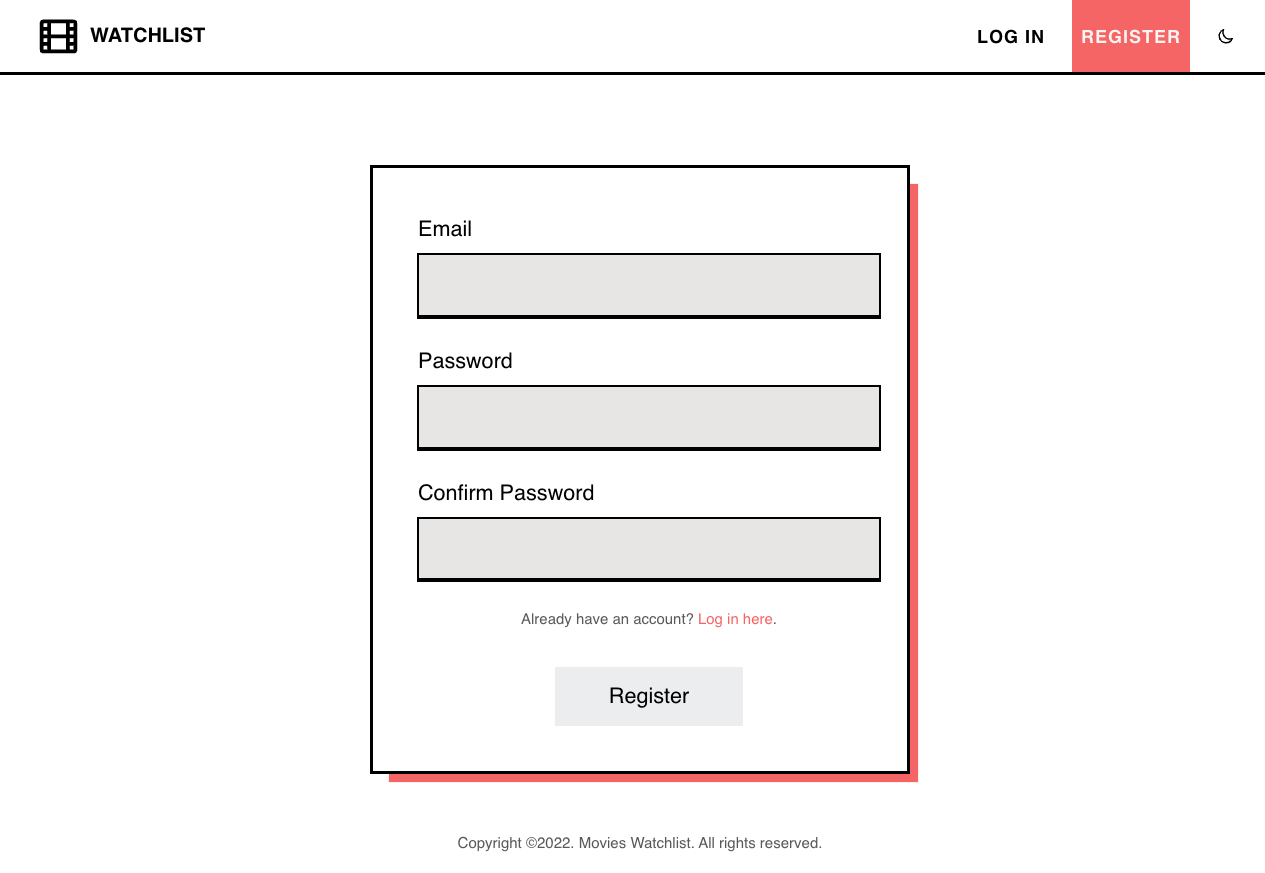 WATCHLIST
LOG IN
REGISTER
Email
Password
Confirm Password
Already have an account? Log in here.
Register
Copyright ©2022. Movies Watchlist. All rights reserved.